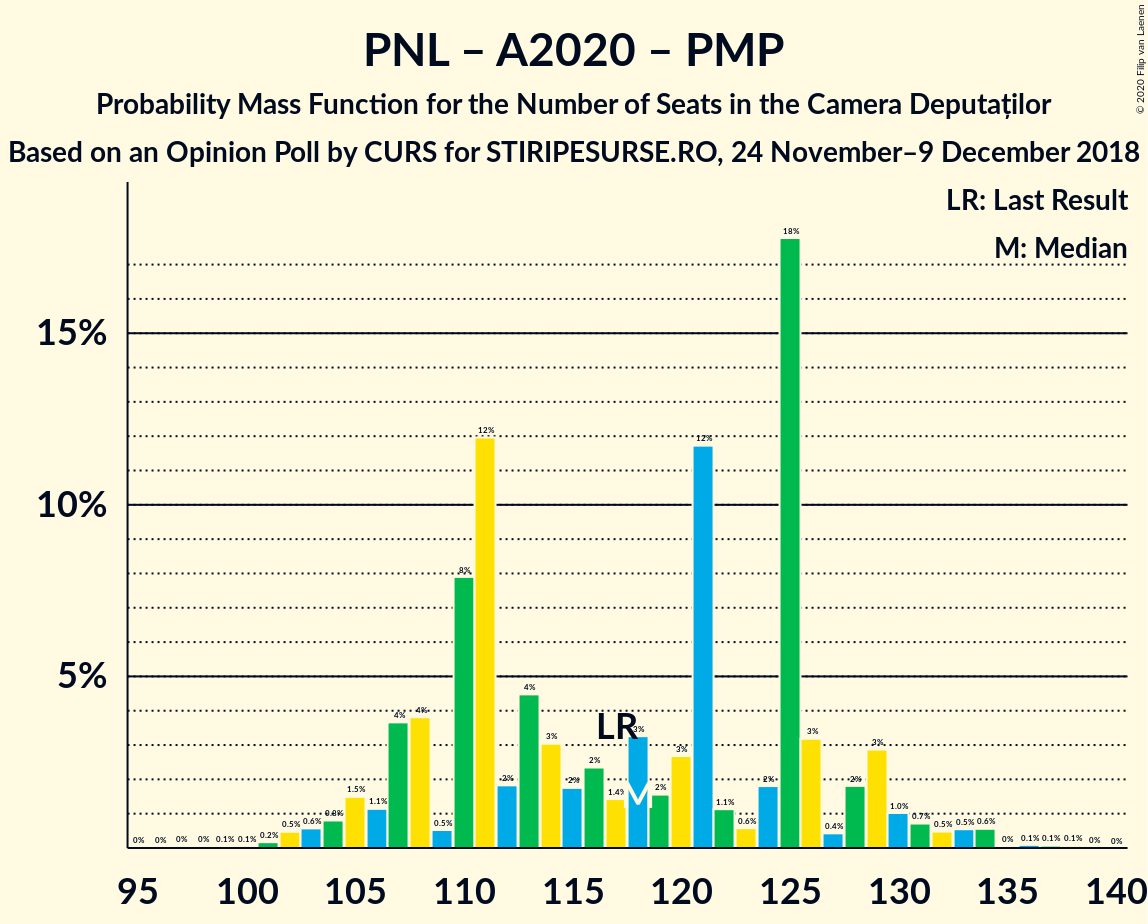 PNL – A2020 – PMP
Probability Mass Function for the Number of Seats in the Camera Deputaților
Based on an Opinion Poll by CURS for STIRIPESURSE.RO, 24 November–9 December 2018
© 2020 Filip van Laenen
LR: Last Result
M: Median
15%
10%
5%
0% 0% 0% 0% 0.1% 0.1% 0.2% 0.5% 0.6% 0.8% 1.5% 1.1% 4% 4% 0.5% 8% 12% 2% 4% 3% 2% 2% 1.4% 3% 2% 3% 12% 1.1% 0.6% 2% 18% 3% 0.4% 2% 3% 1.0% 0.7% 0.5% 0.5% 0.6% 0% 0.1% 0.1% 0.1% 0% 0%
LR
95 100 105 110 115 120 125 130 135 140